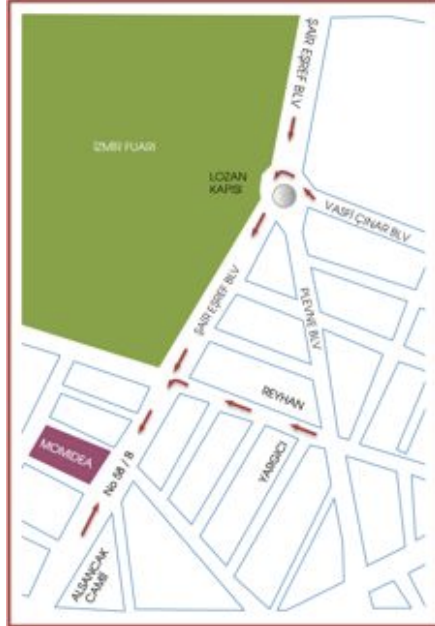 ŞAİR EŞREF BLV
İZMİR FUARI
LOZAN
KAPISI
VASFİ ÇINAR BLV
ŞAİR EŞREF BLV
PLEVNE BLV
REYHAN
MOMIDEA
YARGICI
No 58 / B
ALSANCAK
CAMİİ